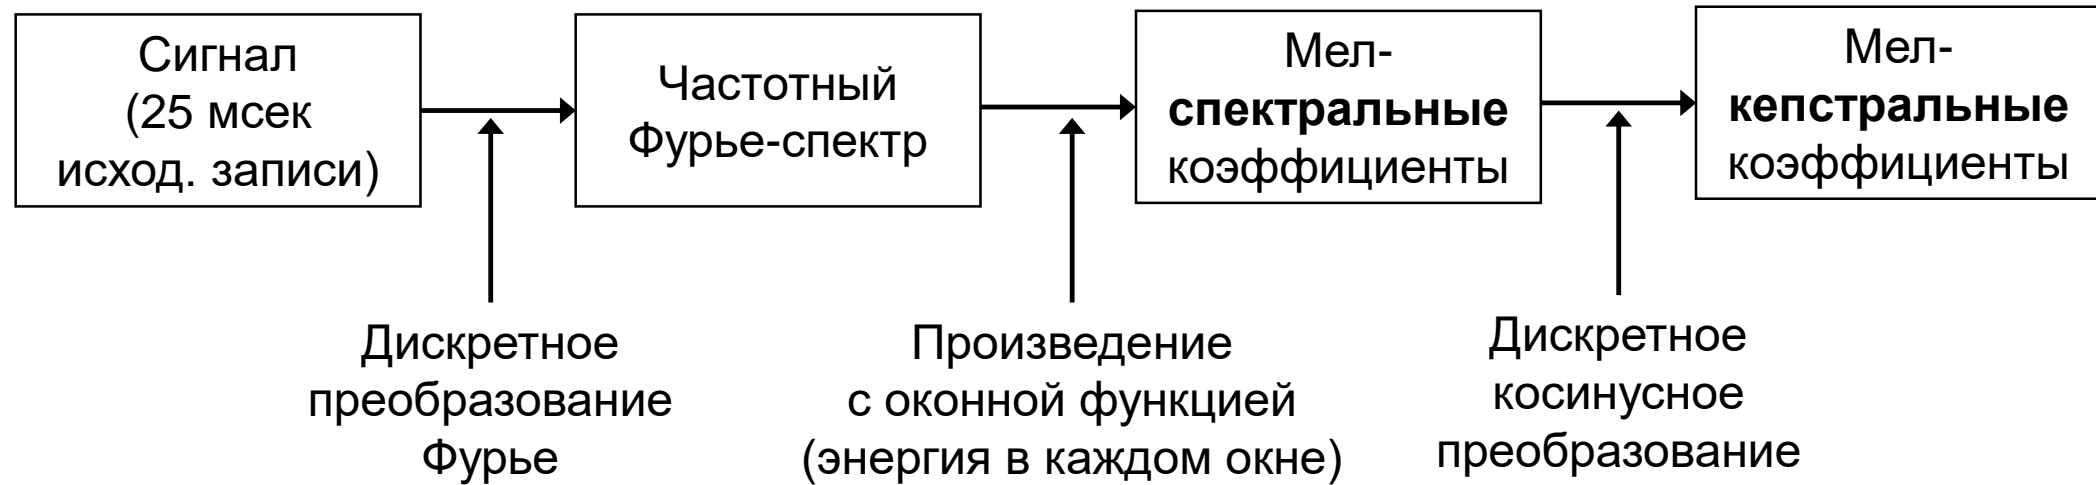 Сигнал
(25 мсек
исход. записи)
Частотный
Фурье-спектр
Мел-
спектральные
коэффициенты
Мел-
кепстральные
коэффициенты
Дискретное
преобразование
Фурье
Произведение
с оконной функцией
(энергия в каждом окне)
Дискретное
косинусное
преобразование